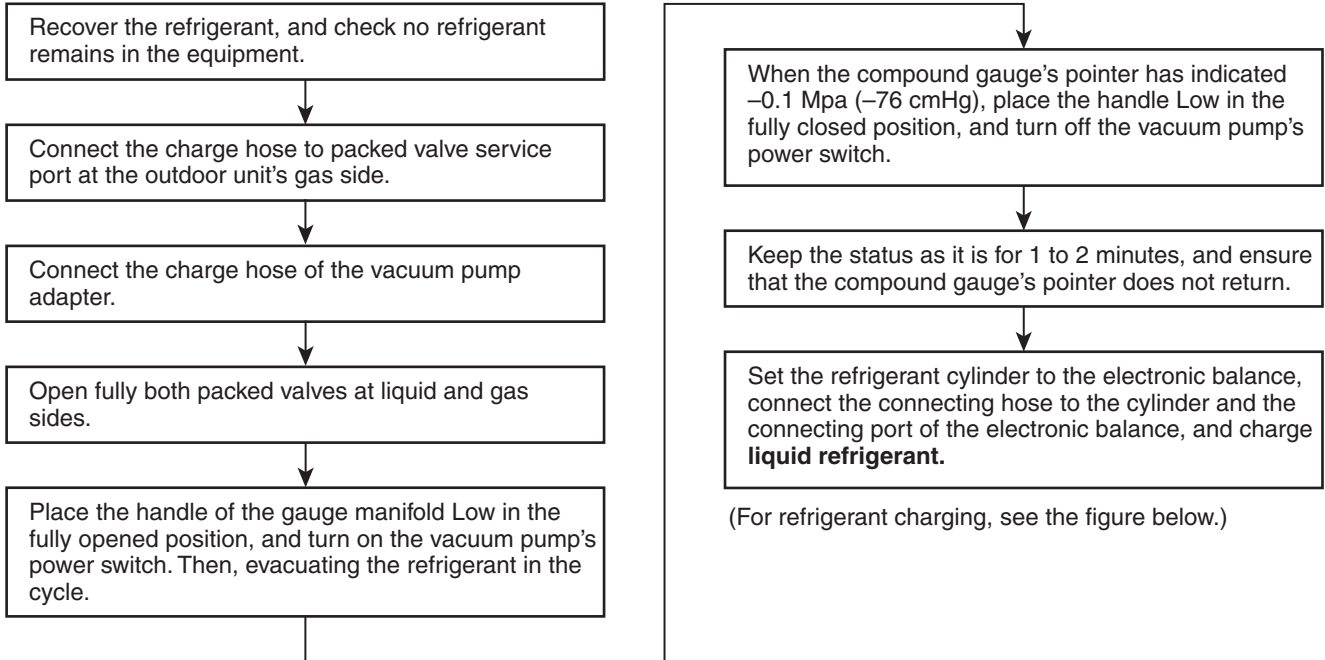 Recover the refrigerant, and check no refrigerant
remains in the equipment.
Connect the charge hose to packed valve service
port at the outdoor unit's gas side.
Connect the charge hose of the vacuum pump
adapter.
Open fully both packed valves at liquid and gas
sides.
Place the handle of the gauge manifold Low in the
fully opened position, and turn on the vacuum pump's
power switch. Then, evacuating the refrigerant in the
cycle.
When the compound gauge's pointer has indicated
–0.1 Mpa (–76 cmHg), place the handle Low in the
fully closed position, and turn off the vacuum pump's
power switch.
Keep the status as it is for 1 to 2 minutes, and ensure
that the compound gauge's pointer does not return.
Set the refrigerant cylinder to the electronic balance,
connect the connecting hose to the cylinder and the
connecting port of the electronic balance, and charge
liquid refrigerant.
(For refrigerant charging, see the figure below.)